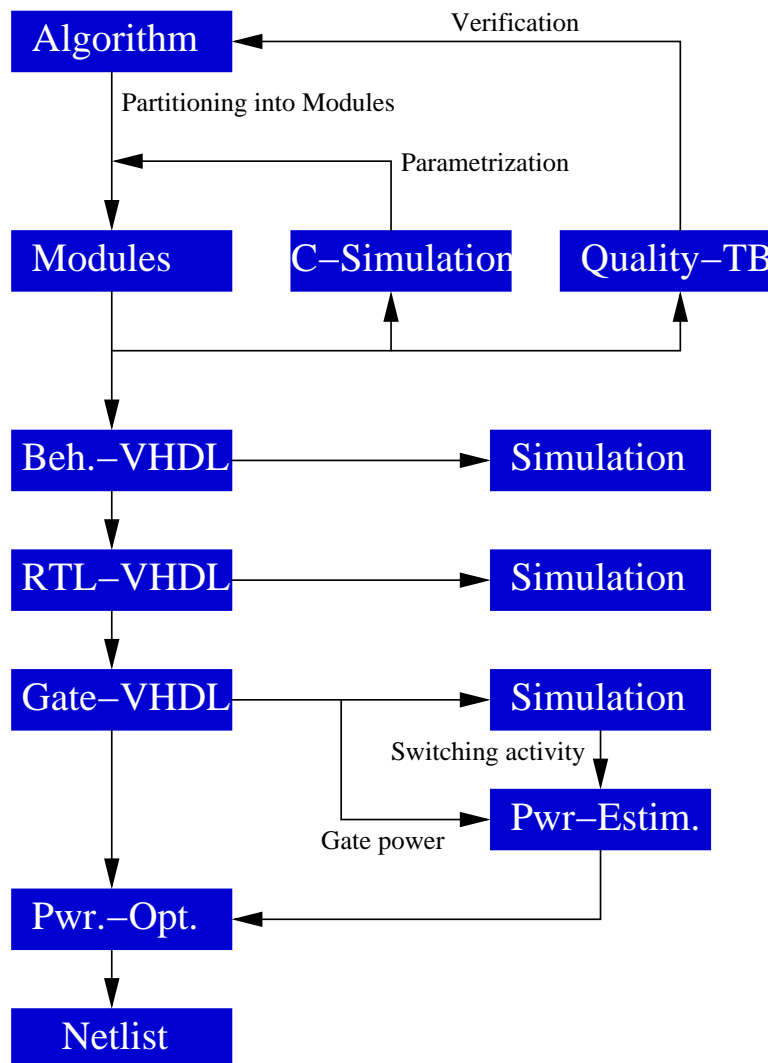 Algorithm
Verification
Partitioning into Modules
Parametrization
Modules
C–Simulation
Quality–TB
Beh.–VHDL
Simulation
RTL–VHDL
Simulation
Gate–VHDL
Simulation
Switching activity
Pwr–Estim.
Gate power
Pwr.–Opt.
Netlist